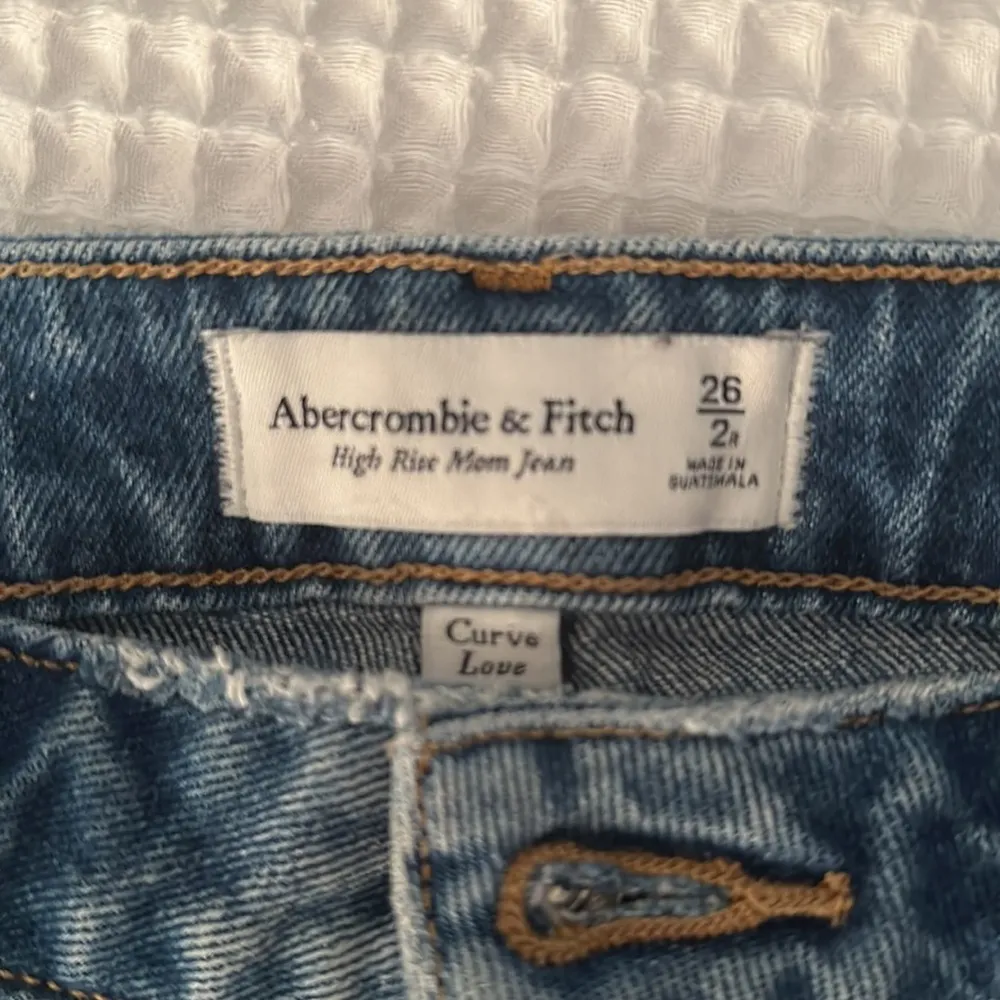 Abercrombie & Fitch
High Rise Mom Jean
26
2R
MADE IN
GUATEMALA
Curve
Love